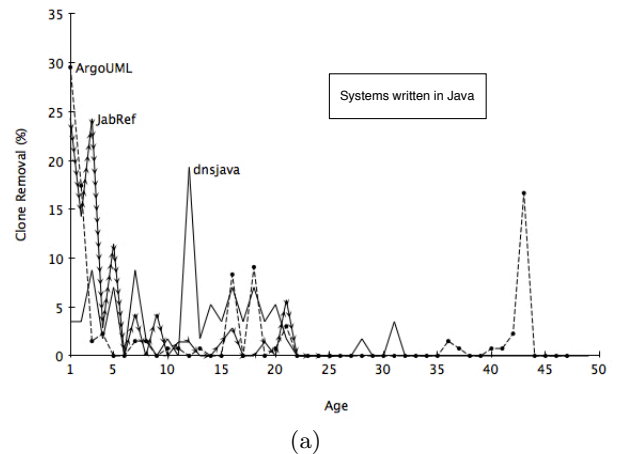 35
30
25
20
15
10
5
0
Clone Removal (%)
ArgoUML
JabRef
dnsjava
Systems written in Java
1 5 10 15 20 25 30 35 40 45 50
Age
(a)